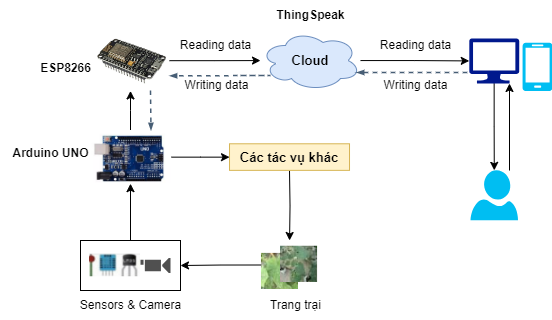 ThingSpeak
Reading data
Reading data
ESP8266
Cloud
Writing data
Writing data
Arduino UNO
UNO
Các tác vụ khác
Sensors & Camera
Trang trại